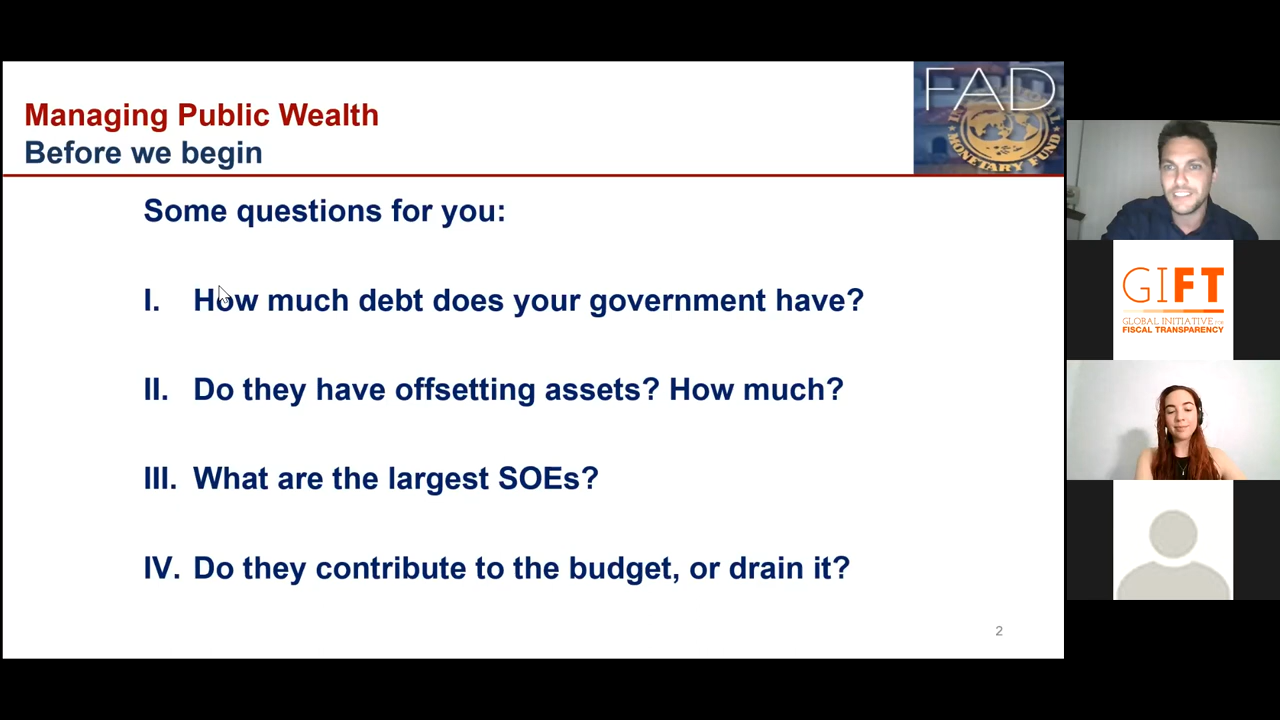 Managing Public Wealth
Before we begin
FAD
MONETARY FUND
Some questions for you:
I. How much debt does your government have?
II. Do they have offsetting assets? How much?
III. What are the largest SOEs?
IV. Do they contribute to the budget, or drain it?
2
GIFT
GLOBAL INITIATIVE FOR
FISCAL TRANSPARENCY